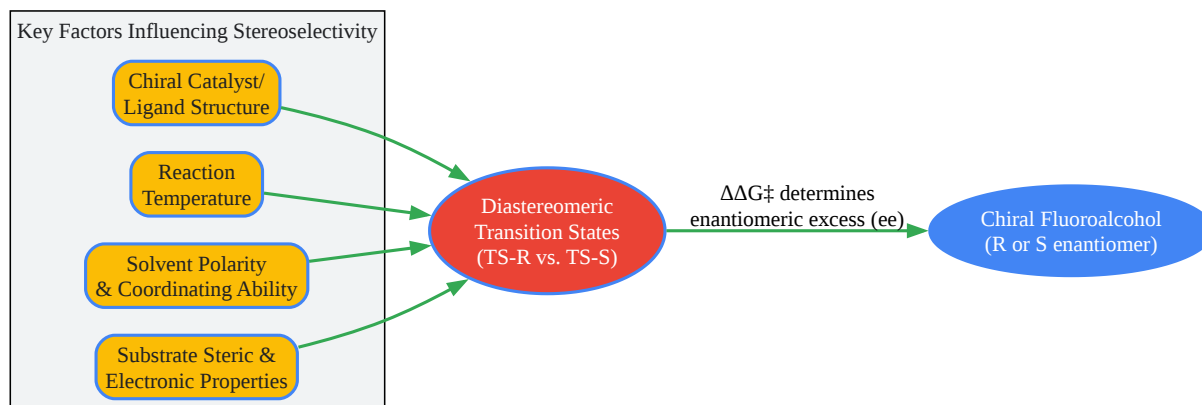 Key Factors Influencing Stereoselectivity
Chiral Catalyst/
Ligand Structure
Reaction
Temperature
Solvent Polarity
& Coordinating Ability
Substrate Steric &
Electronic Properties
Diastereomeric
Transition States
(TS-R vs. TS-S)
ΔΔG‡ determines
enantiomeric excess (ee)
Chiral Fluoroalcohol
(R or S enantiomer)